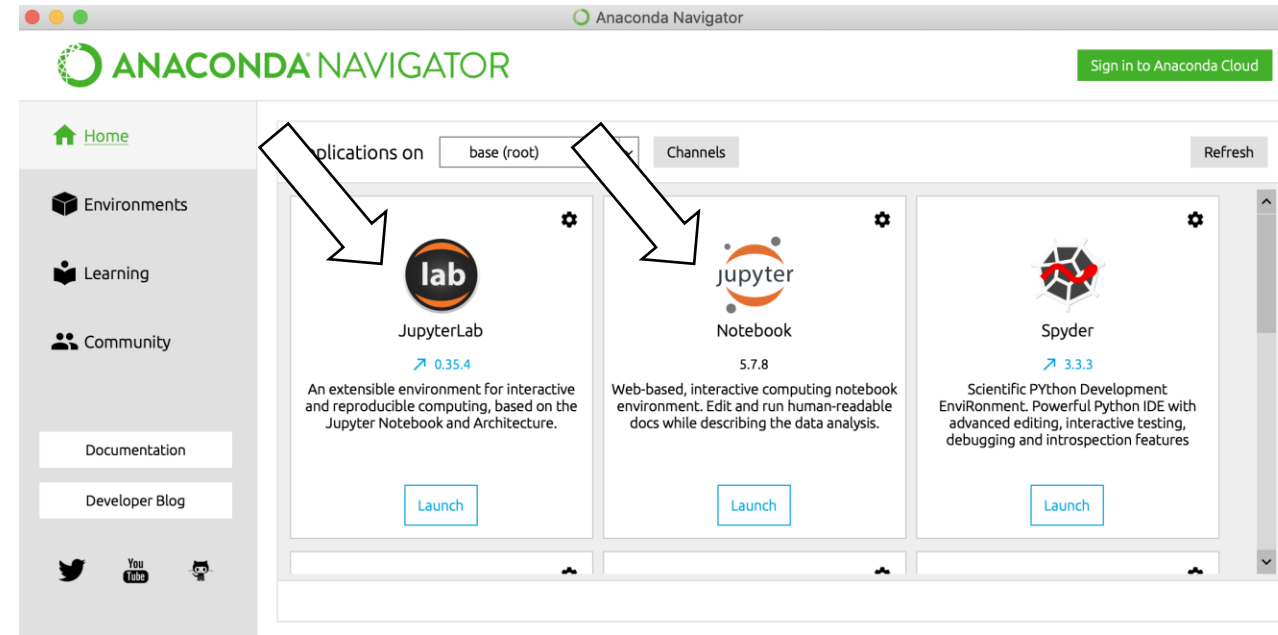 Anaconda Navigator
ANACONDA NAVIGATOR
Sign in to Anaconda Cloud
Home
Environments
Learning
Community
Documentation
Developer Blog
You
Tube
on
base (root)
Channels
Refresh
lab
JupyterLab
0.35.4
An extensible environment for interactive
and reproducible computing, based on the
Jupyter Notebook and Architecture.
Launch
jupyter
Notebook
5.7.8
Web-based, interactive computing notebook
environment. Edit and run human-readable
docs while describing the data analysis.
Launch
Spyder
3.3.3
Scientific PYthon Development
EnviRonment. Powerful Python IDE with
advanced editing, interactive testing,
debugging and introspection features
Launch